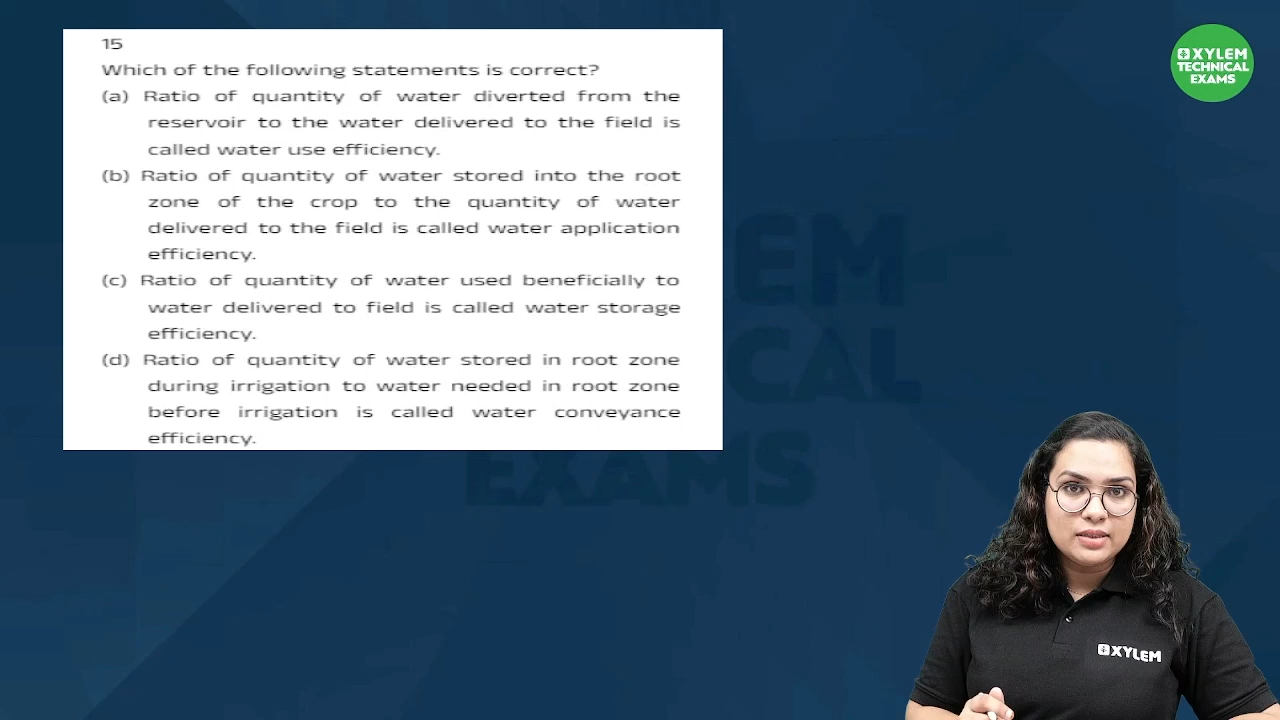 15
Which of the following statements is correct?
(a) Ratio of quantity of water diverted from the
reservoir to the water delivered to the field is
called water use efficiency.
(b) Ratio of quantity of water stored into the root
zone of the crop to the quantity of water
delivered to the field is called water application
efficiency.
(c) Ratio of quantity of water used beneficially to
water delivered to field is called water storage
efficiency.
(d) Ratio of quantity of water stored in root zone
during irrigation to water needed in root zone
before irrigation is called water conveyance
efficiency.
XYLEM
TECHNICAL
EXAMS
EXAMS
XYLEM